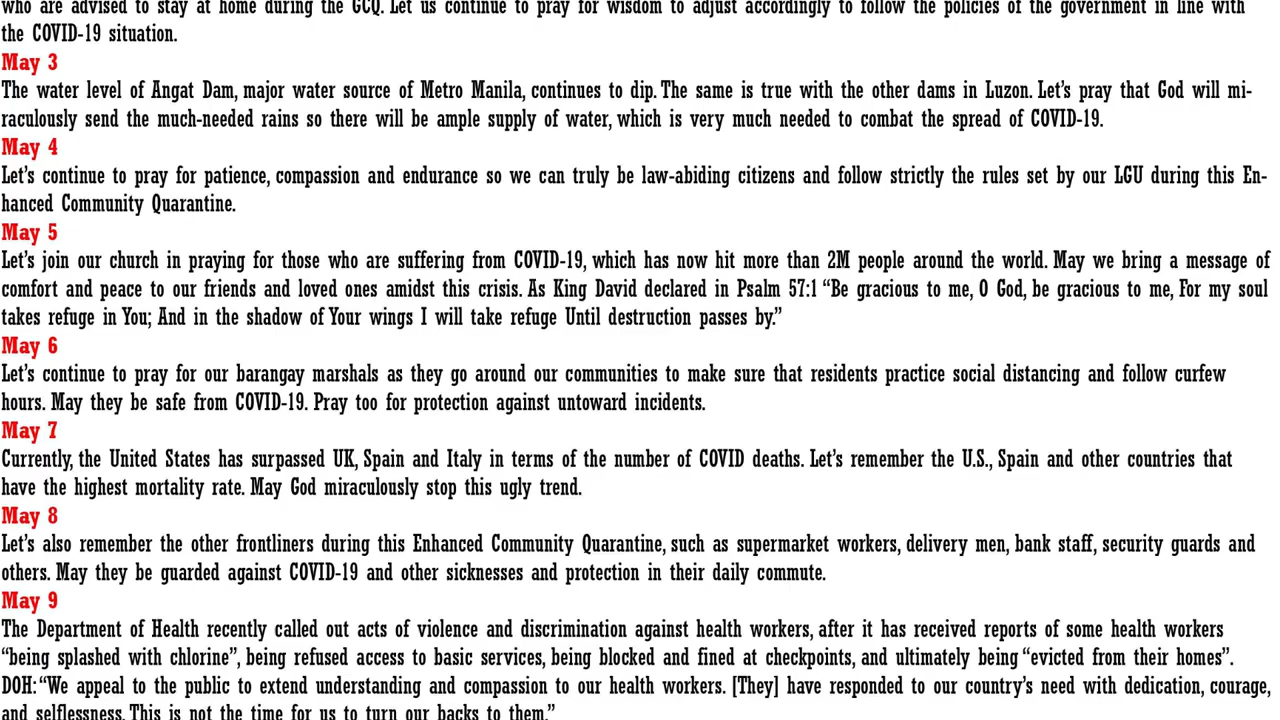 who are advised to stay at home during the GCQ. Let us continue to pray for wisdom to adjust accordingly to follow the policies of the government in line with
the COVID-19 situation.
May 3
The water level of Angat Dam, major water source of Metro Manila, continues to dip. The same is true with the other dams in Luzon. Let’s pray that God will mi-
raculously send the much-needed rains so there will be ample supply of water, which is very much needed to combat the spread of COVID-19.
May 4
Let’s continue to pray for patience, compassion and endurance so we can truly be law-abiding citizens and follow strictly the rules set by our LGU during this En-
hanced Community Quarantine.
May 5
Let’s join our church in praying for those who are suffering from COVID-19, which has now hit more than 2M people around the world. May we bring a message of
comfort and peace to our friends and loved ones amidst this crisis. As King David declared in Psalm 57:1 “Be gracious to me, O God, be gracious to me, For my soul
takes refuge in You; And in the shadow of Your wings I will take refuge Until destruction passes by.”
May 6
Let’s continue to pray for our barangay marshals as they go around our communities to make sure that residents practice social distancing and follow curfew
hours. May they be safe from COVID-19. Pray too for protection against untoward incidents.
May 7
Currently, the United States has surpassed UK, Spain and Italy in terms of the number of COVID deaths. Let’s remember the U.S., Spain and other countries that
have the highest mortality rate. May God miraculously stop this ugly trend.
May 8
Let’s also remember the other frontliners during this Enhanced Community Quarantine, such as supermarket workers, delivery men, bank staff, security guards and
others. May they be guarded against COVID-19 and other sicknesses and protection in their daily commute.
May 9
The Department of Health recently called out acts of violence and discrimination against health workers, after it has received reports of some health workers
“being splashed with chlorine”, being refused access to basic services, being blocked and fined at checkpoints, and ultimately being “evicted from their homes”.
DOH: “We appeal to the public to extend understanding and compassion to our health workers. [They] have responded to our country’s need with dedication, courage,
and selflessness. This is not the time for us to turn our backs to them.”